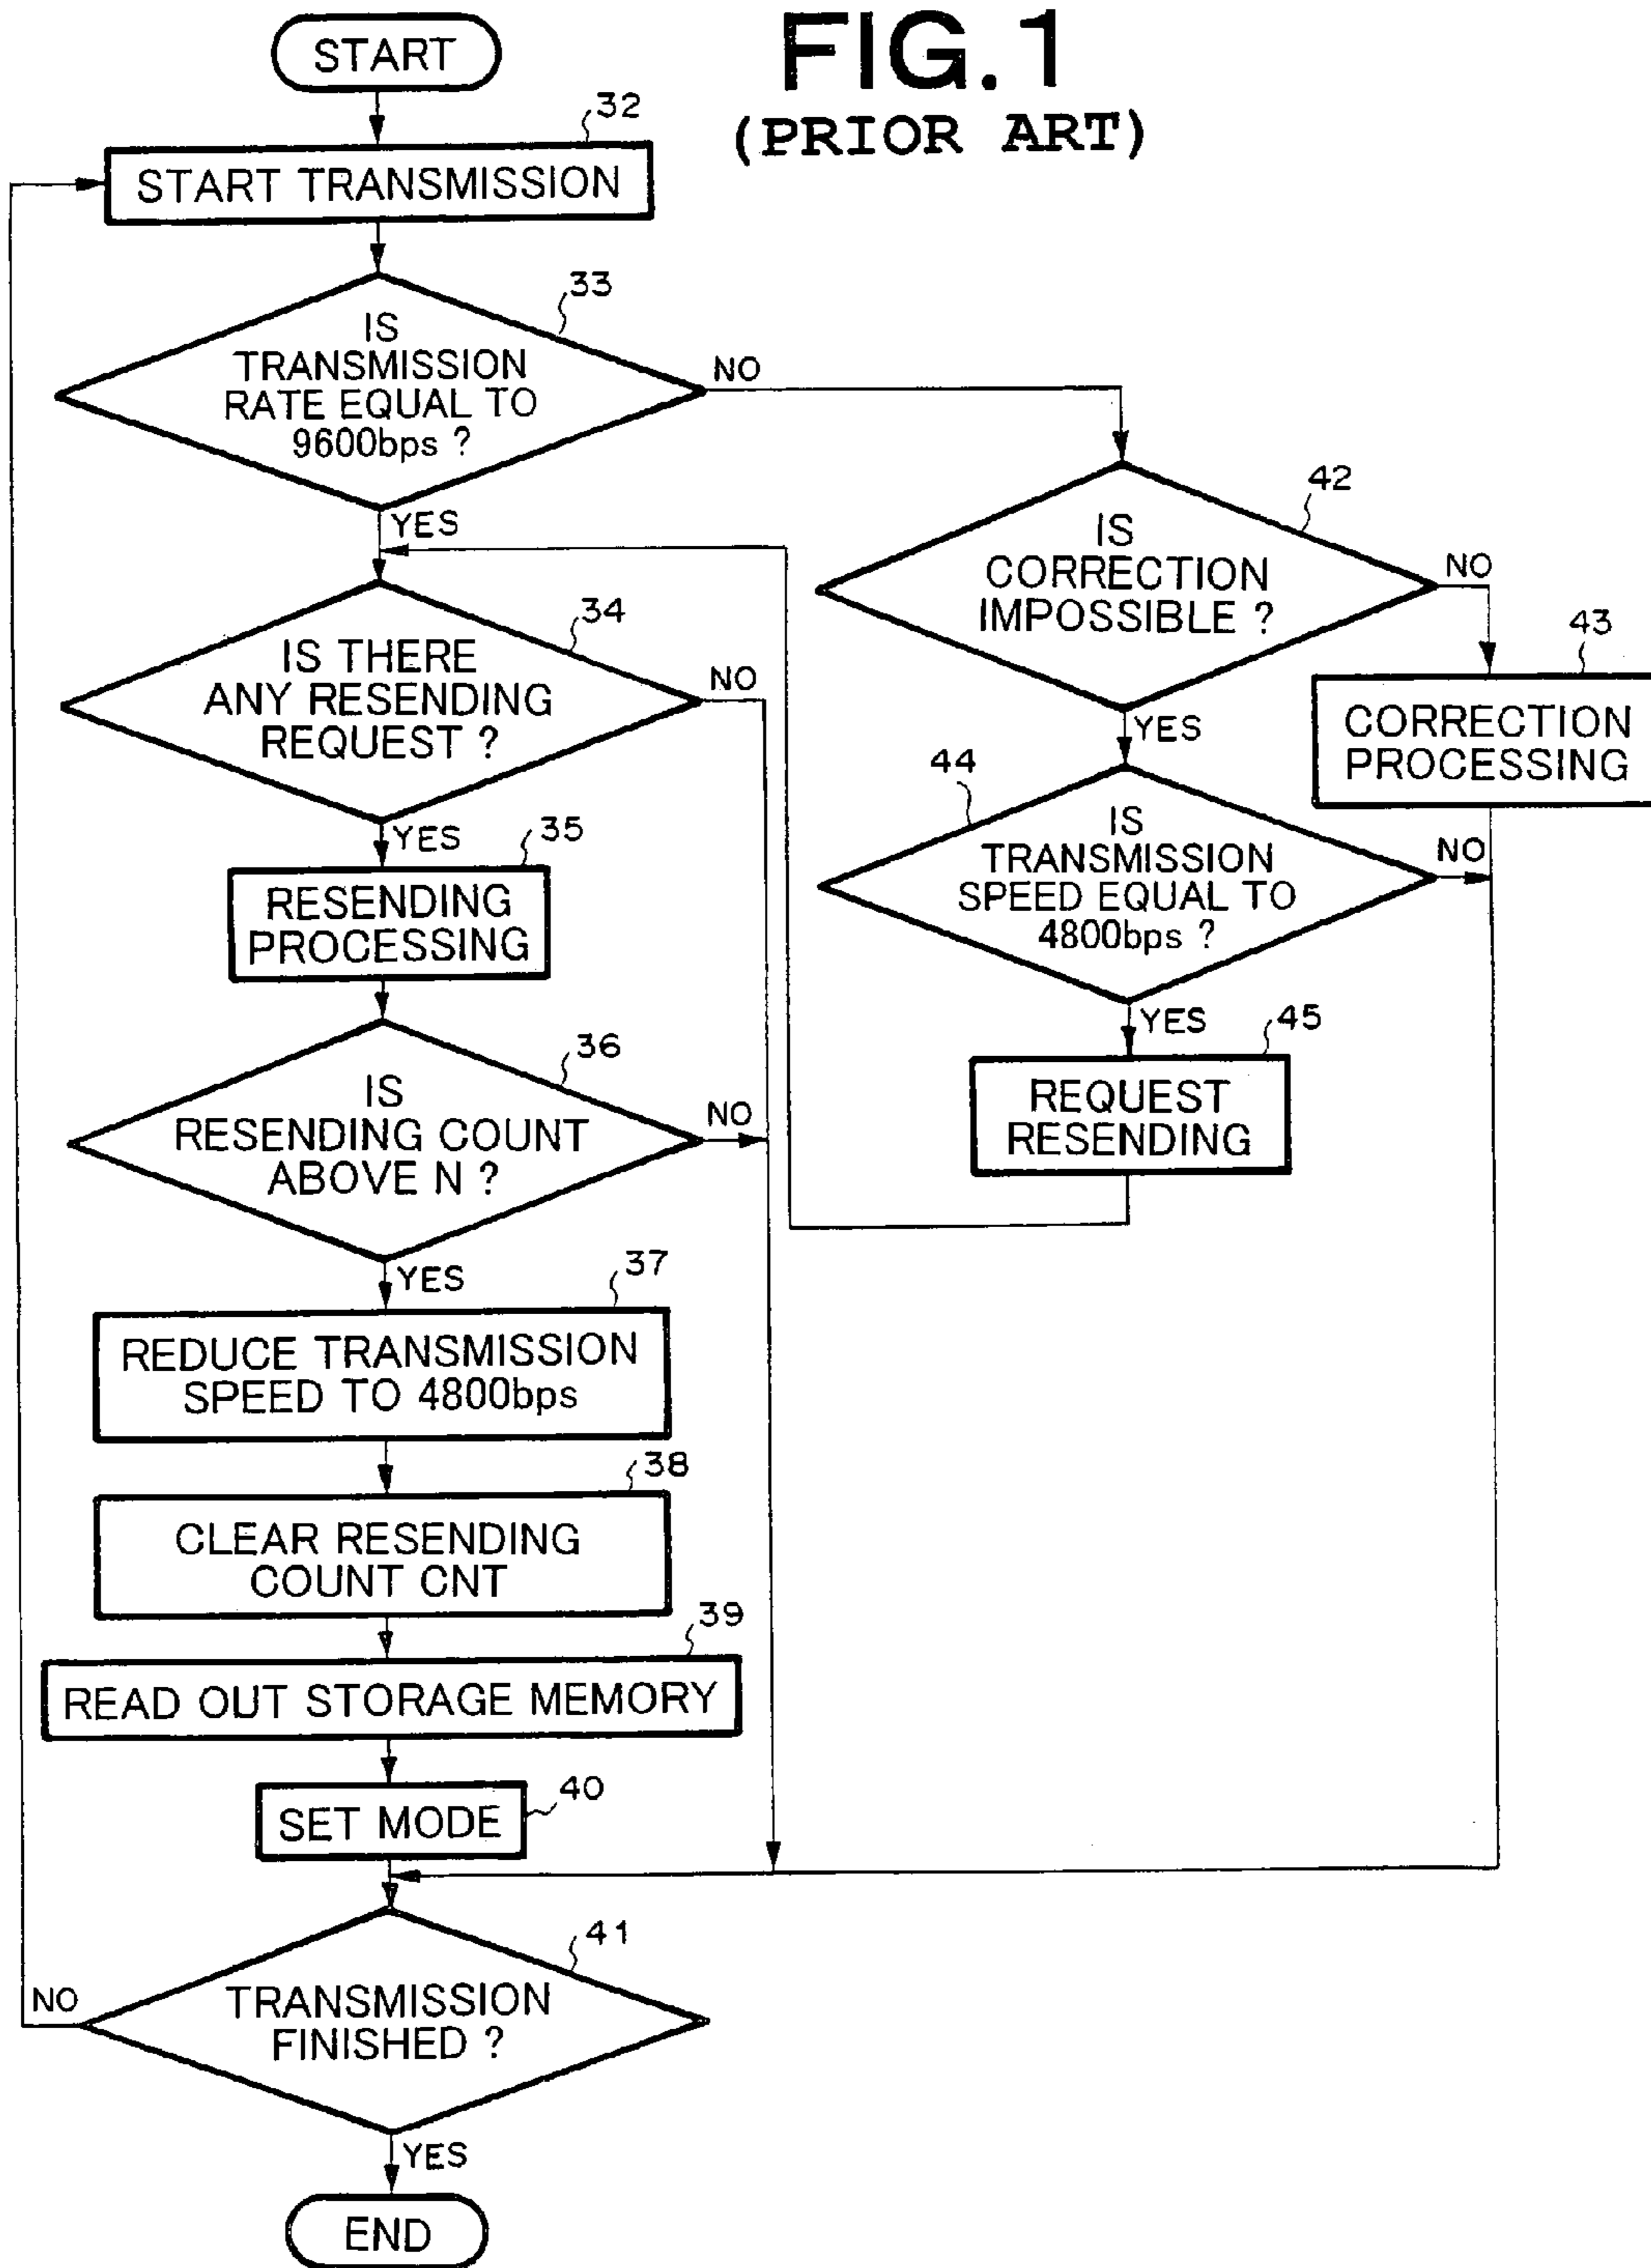 FIG.1
(PRIOR ART)
START
32
START TRANSMISSION
33
IS
TRANSMISSION
RATE EQUAL TO
9600bps ?
NO
YES
34
IS THERE
ANY RESENDING
REQUEST ?
NO
YES
35
RESENDING
PROCESSING
36
IS
RESENDING COUNT
ABOVE N ?
NO
YES
37
REDUCE TRANSMISSION
SPEED TO 4800bps
38
CLEAR RESENDING
COUNT CNT
39
READ OUT STORAGE MEMORY
40
SET MODE
41
TRANSMISSION
FINISHED ?
NO
YES
END
42
IS
CORRECTION
IMPOSSIBLE ?
NO
YES
43
CORRECTION
PROCESSING
44
IS
TRANSMISSION
SPEED EQUAL TO
4800bps ?
NO
YES
45
REQUEST
RESENDING